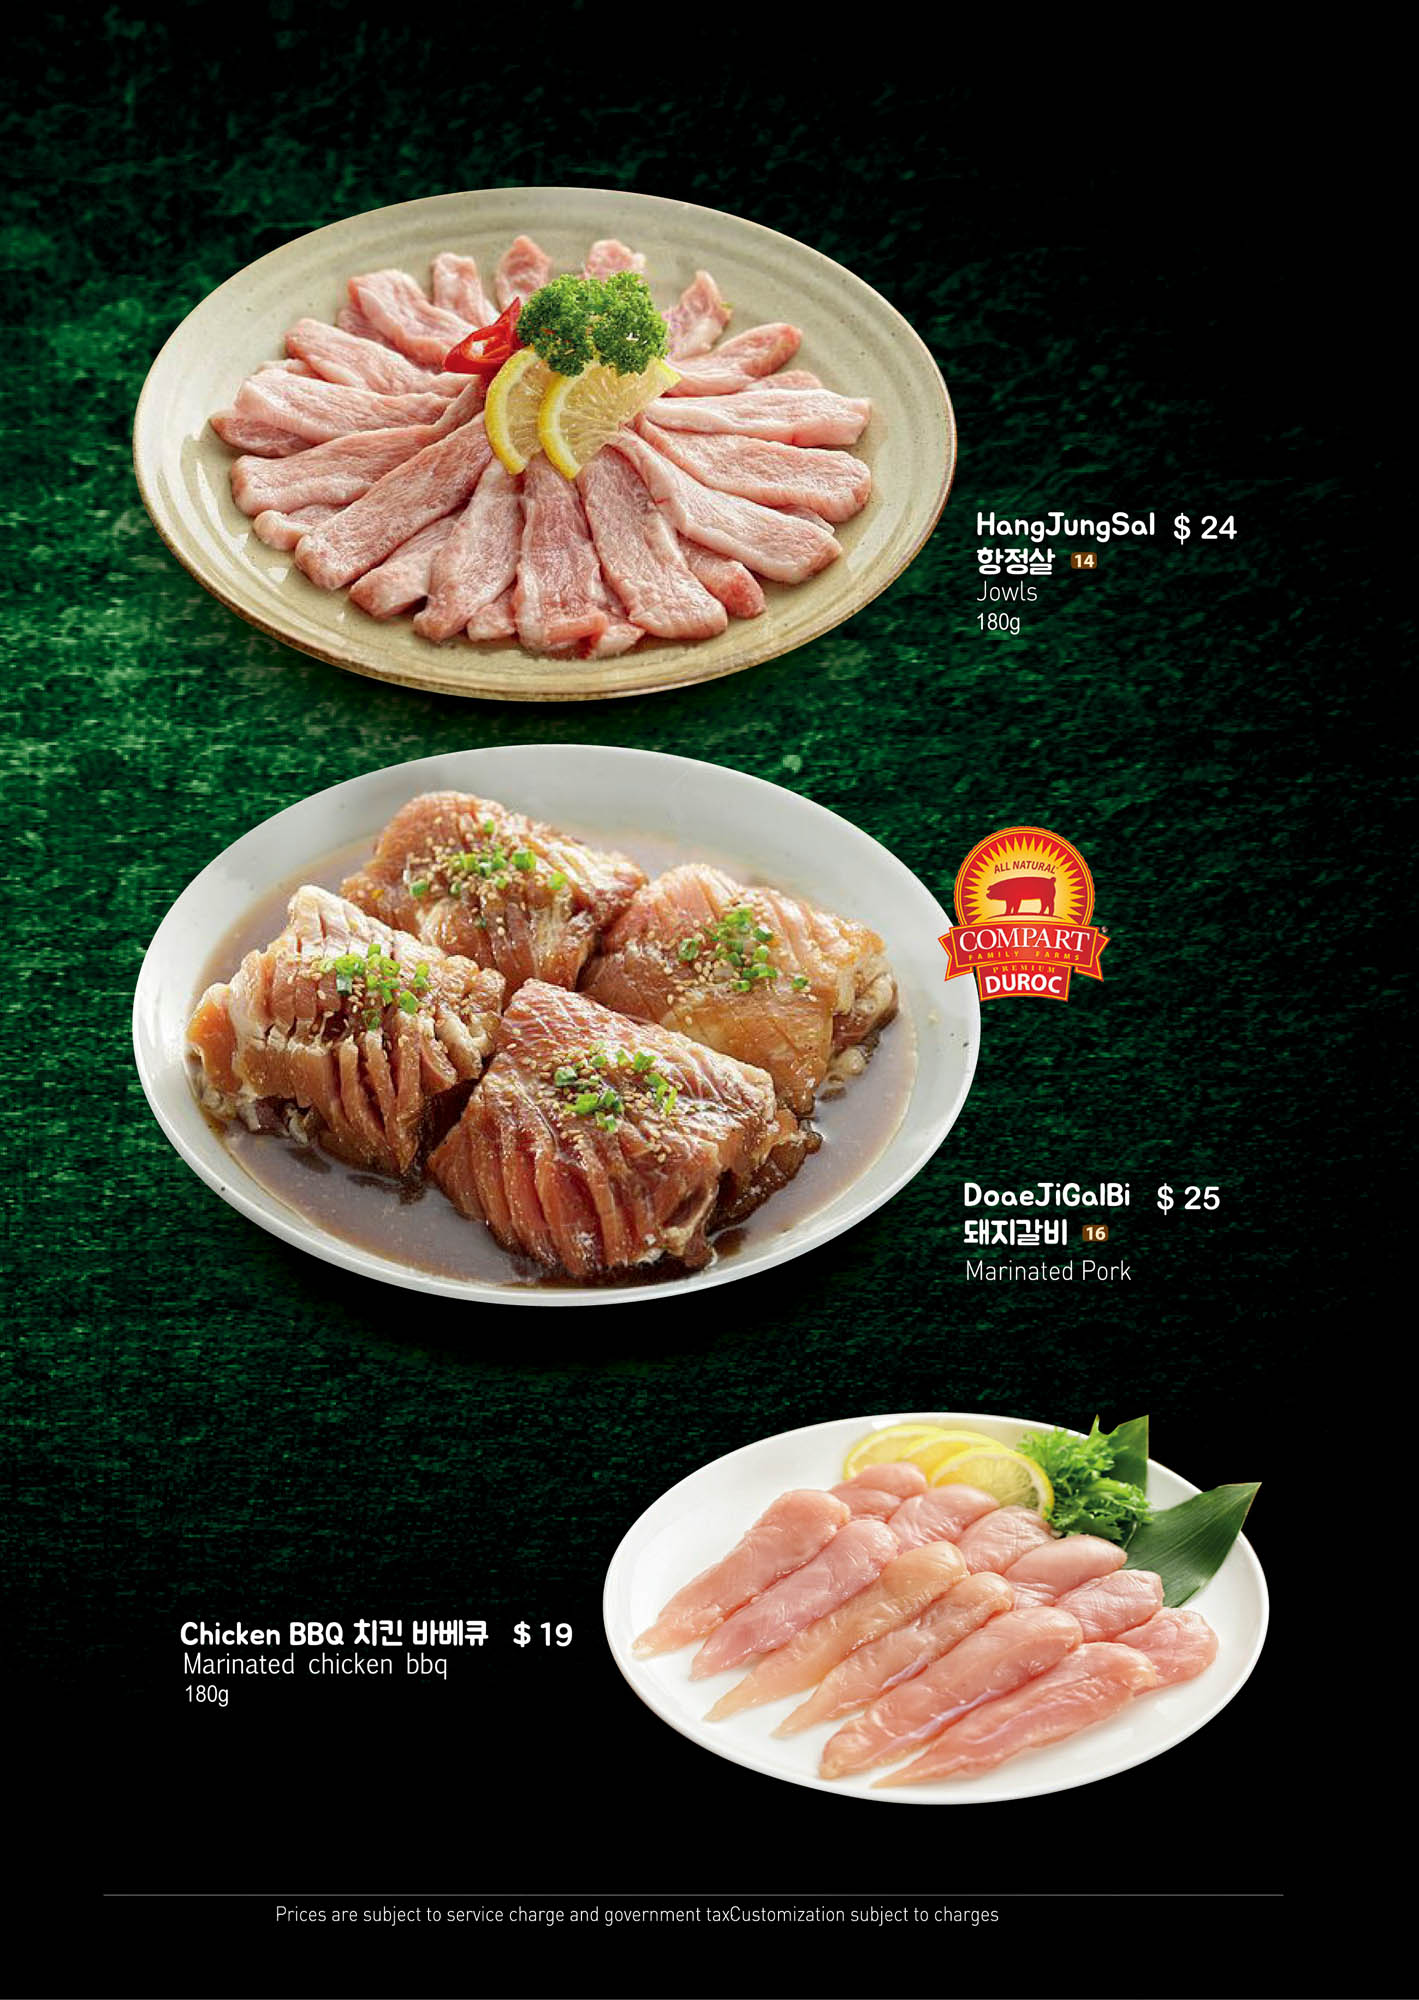 HangJungSal $ 24
항정살 14
Jowls
180g
ALL NATURAL
COMPART
FAMILY FARMS
PREMIUM
DUROC
DoaeJiGalBi $ 25
돼지갈비 16
Marinated Pork
Chicken BBQ 치킨 바베큐 $ 19
Marinated chicken bbq
180g
Prices are subject to service charge and government taxCustomization subject to charges